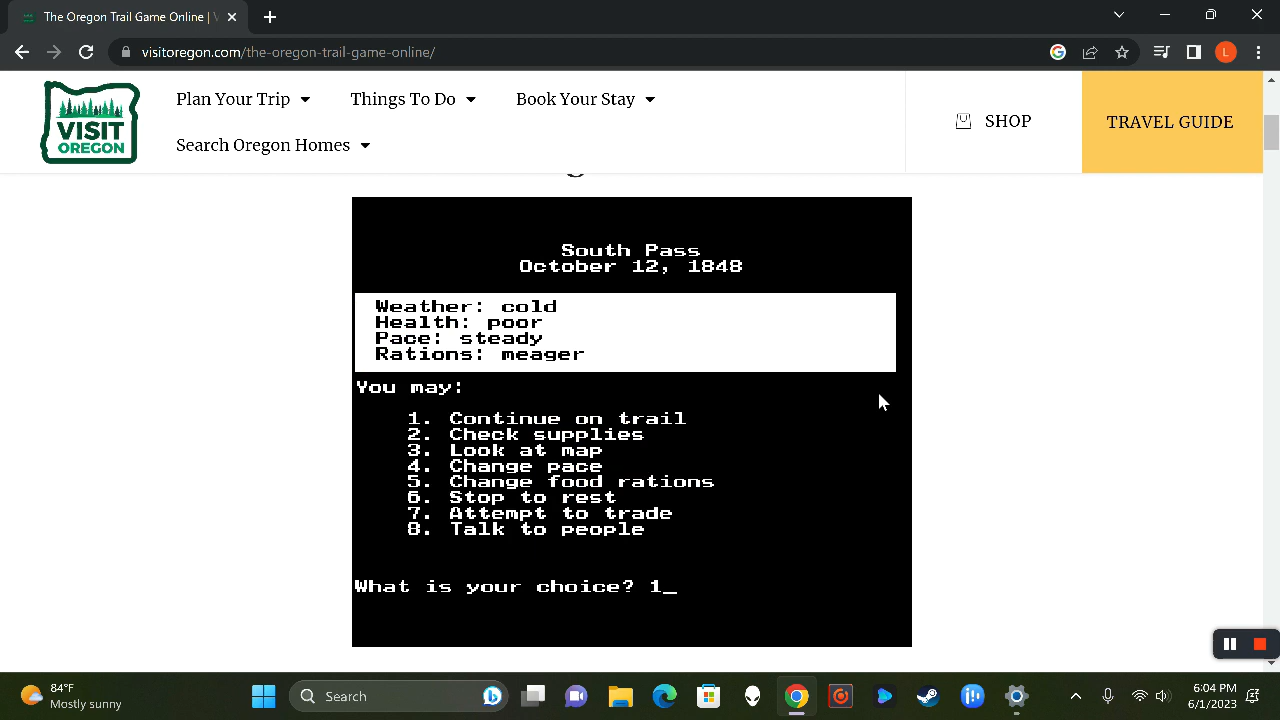 The Oregon Trail Game Online | V
visitoregon.com/the-oregon-trail-game-online/
L
VISIT
OREGON
Plan Your Trip
Things To Do
Book Your Stay
Search Oregon Homes
SHOP
TRAVEL GUIDE
South Pass
October 12, 1848
Weather: cold
Health: poor
Pace: steady
Rations: meager
You may:
1. Continue on trail
2. Check supplies
3. Look at map
4. Change pace
5. Change food rations
6. Stop to rest
7. Attempt to trade
8. Talk to people
What is your choice? 1_
84°F
Mostly sunny
Search
6:04 PM
6/1/2023